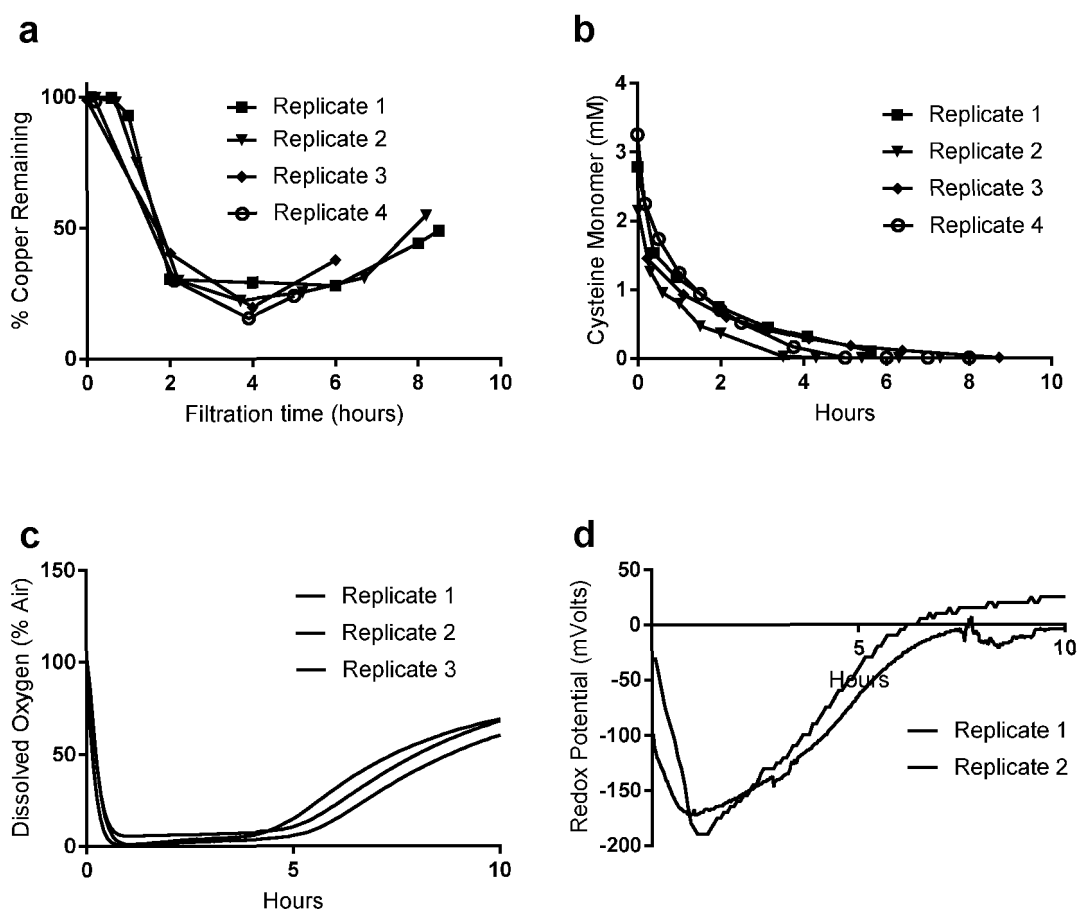 a
% Copper Remaining
100
50
0
0 2 4 6 8 10
Filtration time (hours)
Replicate 1
Replicate 2
Replicate 3
Replicate 4
b
Cysteine Monomer (mM)
4
3
2
1
0
0 2 4 6 8 10
Hours
Replicate 1
Replicate 2
Replicate 3
Replicate 4
c
Dissolved Oxygen (% Air)
150
100
50
0
0 5 10
Hours
Replicate 1
Replicate 2
Replicate 3
d
Redox Potential (mVolts)
50
0
-50
-100
-150
-200
5 10
Hours
Replicate 1
Replicate 2